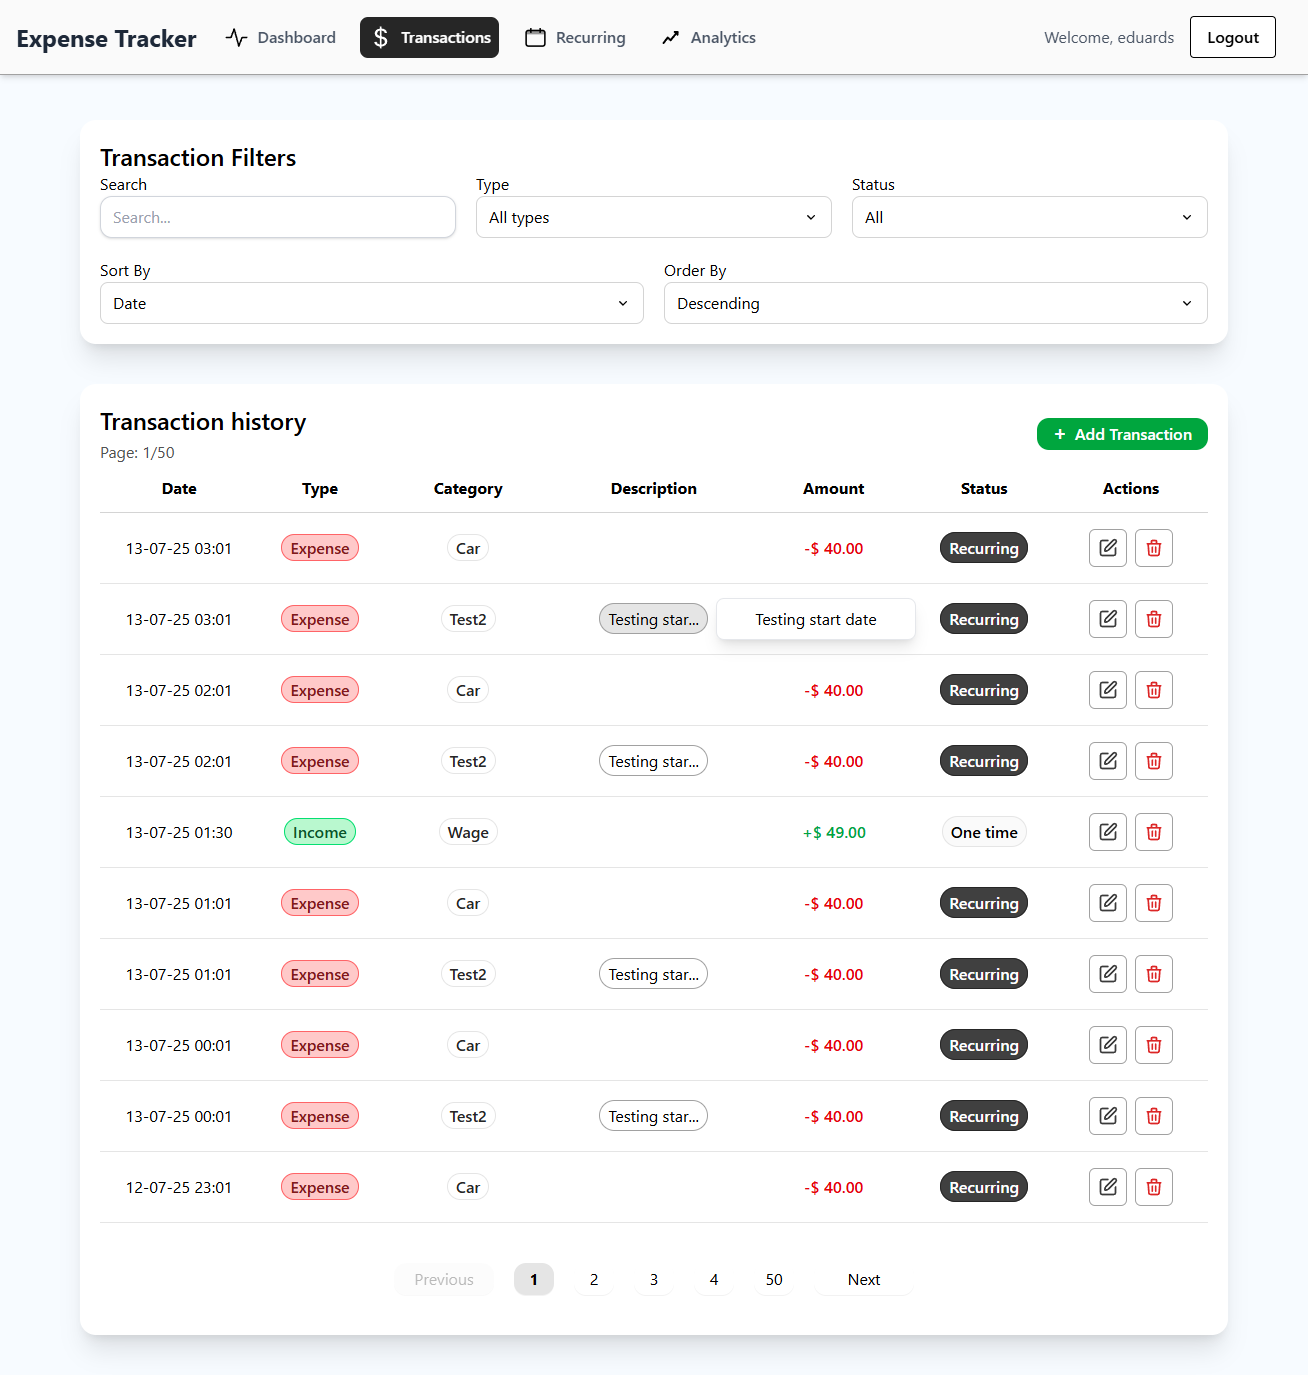 Expense Tracker Dashboard $ Transactions Recurring Analytics Welcome, eduards Logout
Transaction Filters
Search Type Status
Search... All types All
Sort By Order By
Date Descending
Transaction history
Page: 1/50
+ Add Transaction
Date Type Category Description Amount Status Actions
13-07-25 03:01 Expense Car -$ 40.00 Recurring
13-07-25 03:01 Expense Test2 Testing star... Testing start date Recurring
13-07-25 02:01 Expense Car -$ 40.00 Recurring
13-07-25 02:01 Expense Test2 Testing star... -$ 40.00 Recurring
13-07-25 01:30 Income Wage +$ 49.00 One time
13-07-25 01:01 Expense Car -$ 40.00 Recurring
13-07-25 01:01 Expense Test2 Testing star... -$ 40.00 Recurring
13-07-25 00:01 Expense Car -$ 40.00 Recurring
13-07-25 00:01 Expense Test2 Testing star... -$ 40.00 Recurring
12-07-25 23:01 Expense Car -$ 40.00 Recurring
Previous 1 2 3 4 50 Next